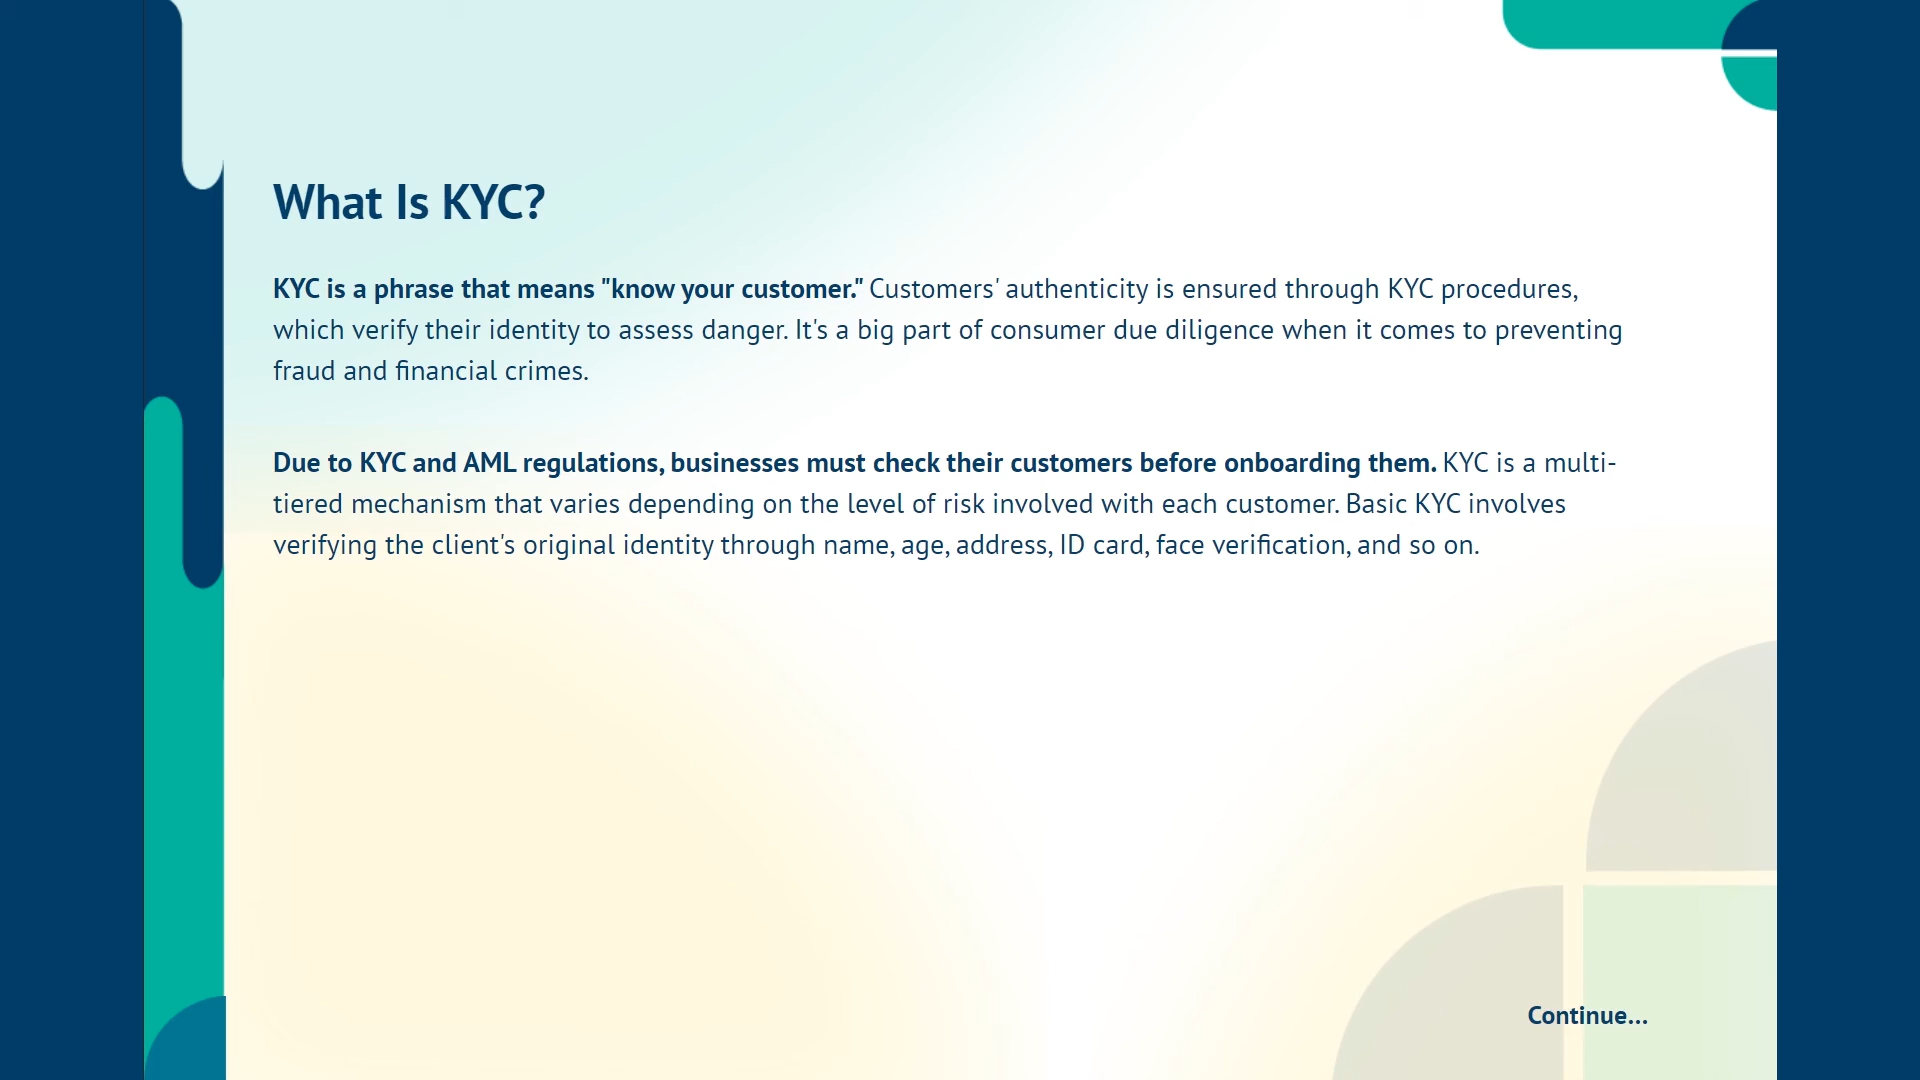 What Is KYC?
KYC is a phrase that means "know your customer." Customers' authenticity is ensured through KYC procedures,
which verify their identity to assess danger. It's a big part of consumer due diligence when it comes to preventing
fraud and financial crimes.
Due to KYC and AML regulations, businesses must check their customers before onboarding them. KYC is a multi-
tiered mechanism that varies depending on the level of risk involved with each customer. Basic KYC involves
verifying the client's original identity through name, age, address, ID card, face verification, and so on.
Continue...